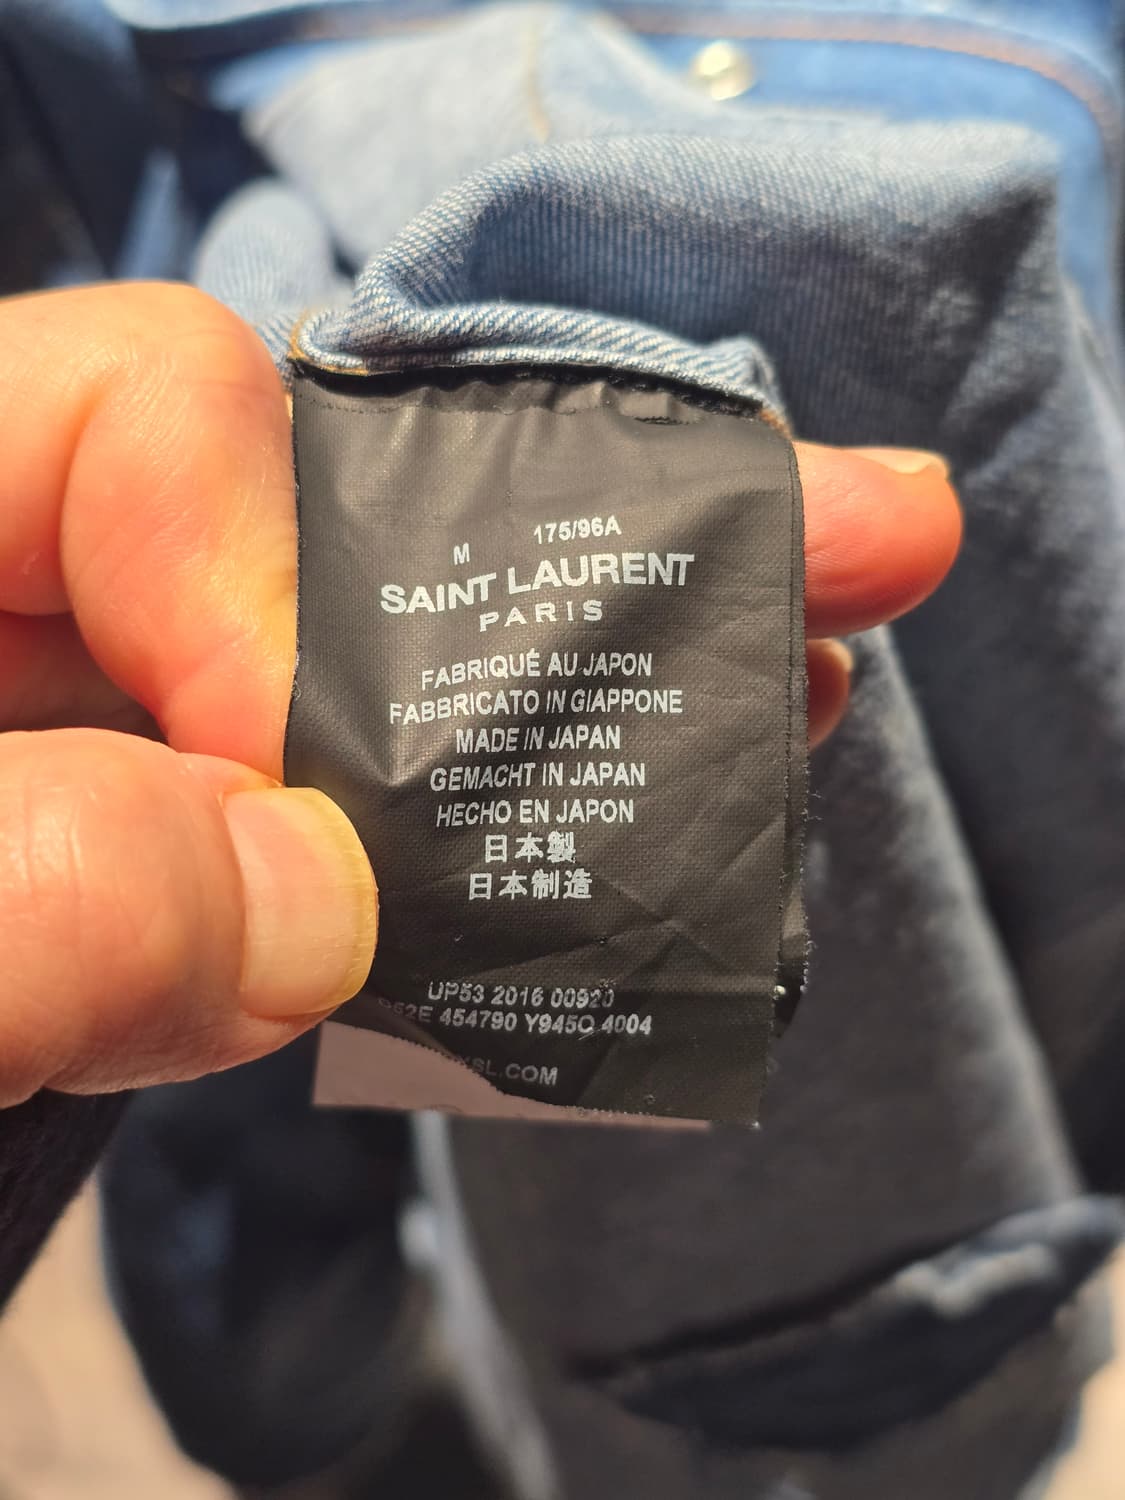 M 175/96A
SAINT LAURENT
PARIS
FABRIQUÉ AU JAPON
FABBRICATO IN GIAPPONE
MADE IN JAPAN
GEMACHT IN JAPAN
HECHO EN JAPON
日本製
日本制造
UP53 2016 00920
454790 Y945Q 4004